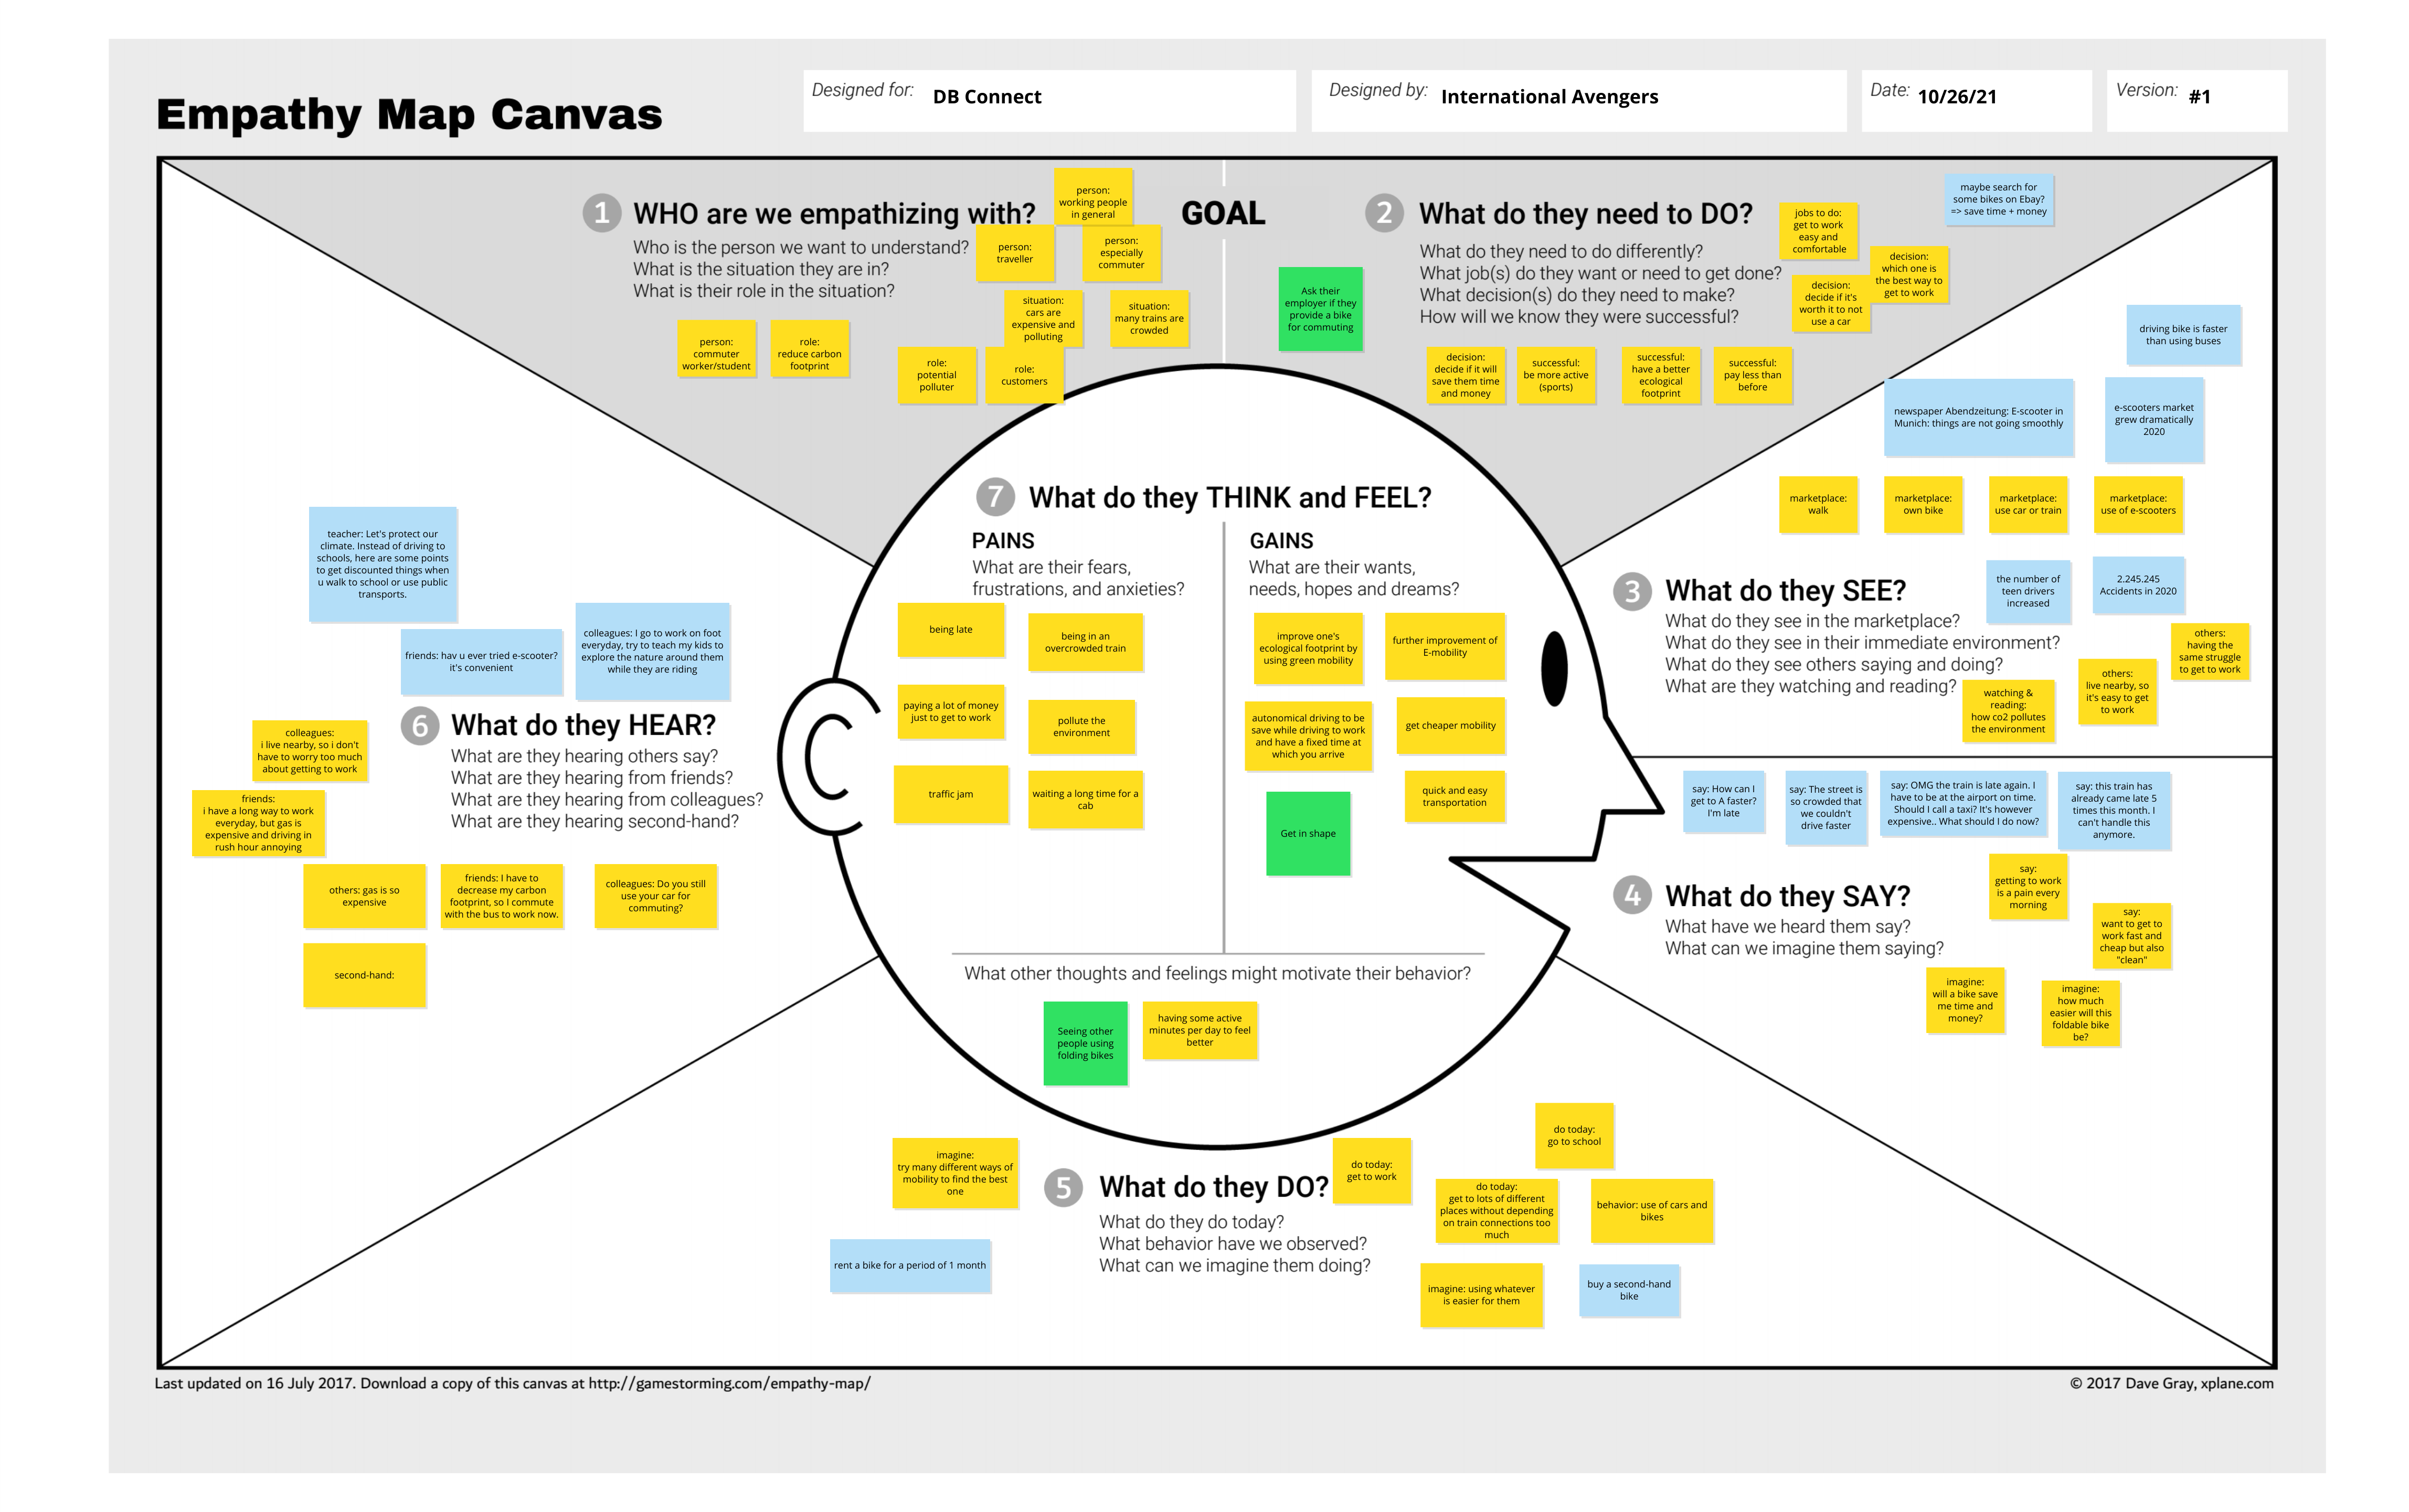 Empathy Map Canvas
Designed for: DB Connect
Designed by: International Avengers
Date: 10/26/21
Version: #1
1 WHO are we empathizing with?
Who is the person we want to understand?
What is the situation they are in?
What is their role in the situation?
person:
working people
in general
person:
traveller
person:
especially
commuter
situation:
cars are
expensive and
polluting
situation:
many trains are
crowded
person:
commuter
worker/student
role:
reduce carbon
footprint
role:
potential
polluter
role:
customers
GOAL
2 What do they need to DO?
What do they need to do differently?
What job(s) do they want or need to get done?
What decision(s) do they need to make?
How will we know they were successful?
Ask their
employer if they
provide a bike
for commuting
jobs to do:
get to work
easy and
comfortable
maybe search for
some bikes on Ebay?
=> save time + money
decision:
which one is
the best way to
get to work
decision:
decide if it's
worth it to not
use a car
decision:
decide if it will
save them time
and money
successful:
be more active
(sports)
successful:
have a better
ecological
footprint
successful:
pay less than
before
driving bike is faster
than using buses
newspaper Abendzeitung: E-scooter in
Munich: things are not going smoothly
e-scooters market
grew dramatically
2020
marketplace:
walk
marketplace:
own bike
marketplace:
use car or train
marketplace:
use of e-scooters
3 What do they SEE?
What do they see in the marketplace?
What do they see in their immediate environment?
What do they see others saying and doing?
What are they watching and reading?
the number of
teen drivers
increased
2.245.245
Accidents in 2020
others:
having the
same struggle
to get to work
others:
live nearby, so
it's easy to get
to work
watching &
reading:
how co2 pollutes
the environment
say: How can I
get to A faster?
I'm late
say: The street is
so crowded that
we couldn't
drive faster
say: OMG the train is late again. I
have to be at the airport on time.
Should I call a taxi? It's however
expensive.. What should I do now?
say: this train has
already came late 5
times this month. I
can't handle this
anymore.
4 What do they SAY?
What have we heard them say?
What can we imagine them saying?
say:
getting to work
is a pain every
morning
say:
want to get to
work fast and
cheap but also
"clean"
imagine:
will a bike save
me time and
money?
imagine:
how much
easier will this
foldable bike
be?
5 What do they DO?
What do they do today?
What behavior have we observed?
What can we imagine them doing?
imagine:
try many different ways of
mobility to find the best
one
rent a bike for a period of 1 month
do today:
get to work
do today:
go to school
do today:
get to lots of different
places without depending
on train connections too
much
behavior: use of cars and
bikes
imagine: using whatever
is easier for them
buy a second-hand
bike
6 What do they HEAR?
What are they hearing others say?
What are they hearing from friends?
What are they hearing from colleagues?
What are they hearing second-hand?
teacher: Let's protect our
climate. Instead of driving to
schools, here are some points
to get discounted things when
u walk to school or use public
transports.
friends: hav u ever tried e-scooter?
it's convenient
colleagues: I go to work on foot
everyday, try to teach my kids to
explore the nature around them
while they are riding
colleagues:
i live nearby, so i don't
have to worry too much
about getting to work
friends:
i have a long way to work
everyday, but gas is
expensive and driving in
rush hour annoying
others: gas is so
expensive
friends: I have to
decrease my carbon
footprint, so I commute
with the bus to work now.
colleagues: Do you still
use your car for
commuting?
second-hand:
7 What do they THINK and FEEL?
PAINS
What are their fears,
frustrations, and anxieties?
being late
being in an
overcrowded train
paying a lot of money
just to get to work
pollute the
environment
traffic jam
waiting a long time for a
cab
GAINS
What are their wants,
needs, hopes and dreams?
improve one's
ecological footprint by
using green mobility
further improvement of
E-mobility
autonomical driving to be
save while driving to work
and have a fixed time at
which you arrive
get cheaper mobility
quick and easy
transportation
Get in shape
What other thoughts and feelings might motivate their behavior?
Seeing other
people using
folding bikes
having some active
minutes per day to feel
better
Last updated on 16 July 2017. Download a copy of this canvas at http://gamestorming.com/empathy-map/
© 2017 Dave Gray, xplane.com